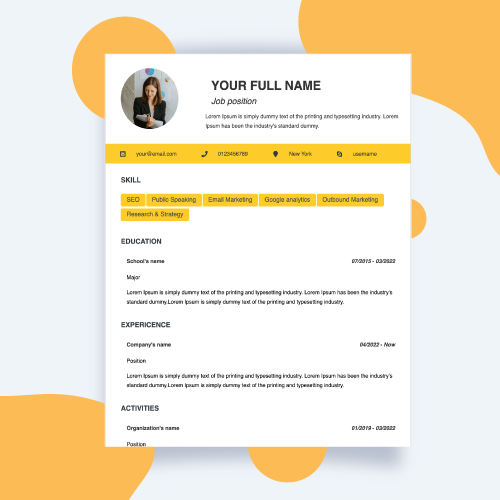 YOUR FULL NAME
Job position
Lorem Ipsum is simply dummy text of the printing and typesetting industry. Lorem
Ipsum has been the industry's standard dummy.
your@email.com 0123456789 New York username
SKILL
SEO Public Speaking Email Marketing Google analytics Outbound Marketing
Research & Strategy
EDUCATION
School's name 07/2015 - 03/2022
Major
Lorem Ipsum is simply dummy text of the printing and typesetting industry. Lorem Ipsum has been the industry's
standard dummy.Lorem Ipsum is simply dummy text of the printing and typesetting industry.
EXPERICENCE
Company's name 04/2022 - Now
Position
Lorem Ipsum is simply dummy text of the printing and typesetting industry. Lorem Ipsum has been the industry's
standard dummy.Lorem Ipsum is simply dummy text of the printing and typesetting industry.
ACTIVITIES
Organization's name 01/2019 - 03/2022
Position